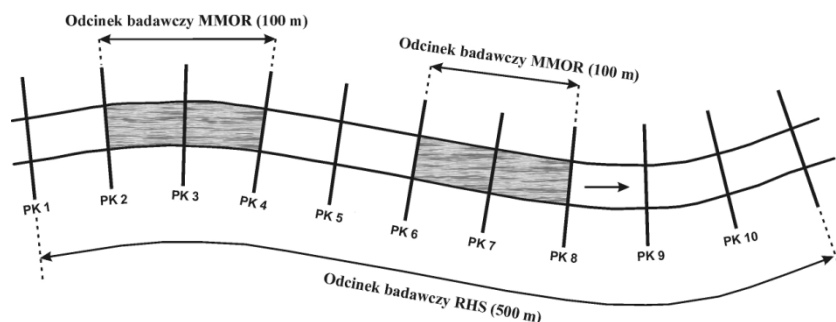 Odcinek badawczy MMOR (100 m)
Odcinek badawczy MMOR (100 m)
PK 1
PK 2
PK 3
PK 4
PK 5
PK 6
PK 7
PK 8
PK 9
PK 10
Odcinek badawczy RHS (500 m)